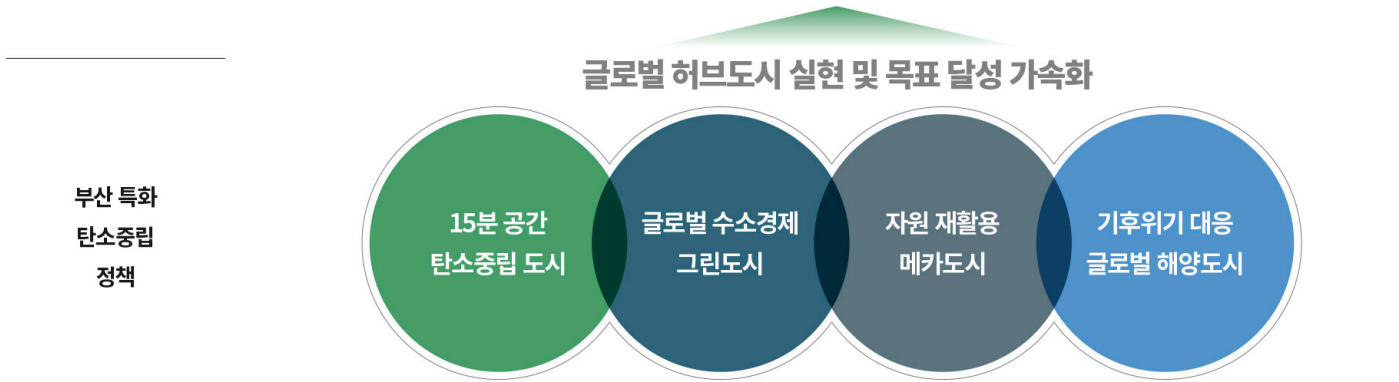 글로벌 허브도시 실현 및 목표 달성 가속화
부산 특화
탄소중립
정책
15분 공간
탄소중립 도시
글로벌 수소경제
그린도시
자원 재활용
메카도시
기후위기 대응
글로벌 해양도시